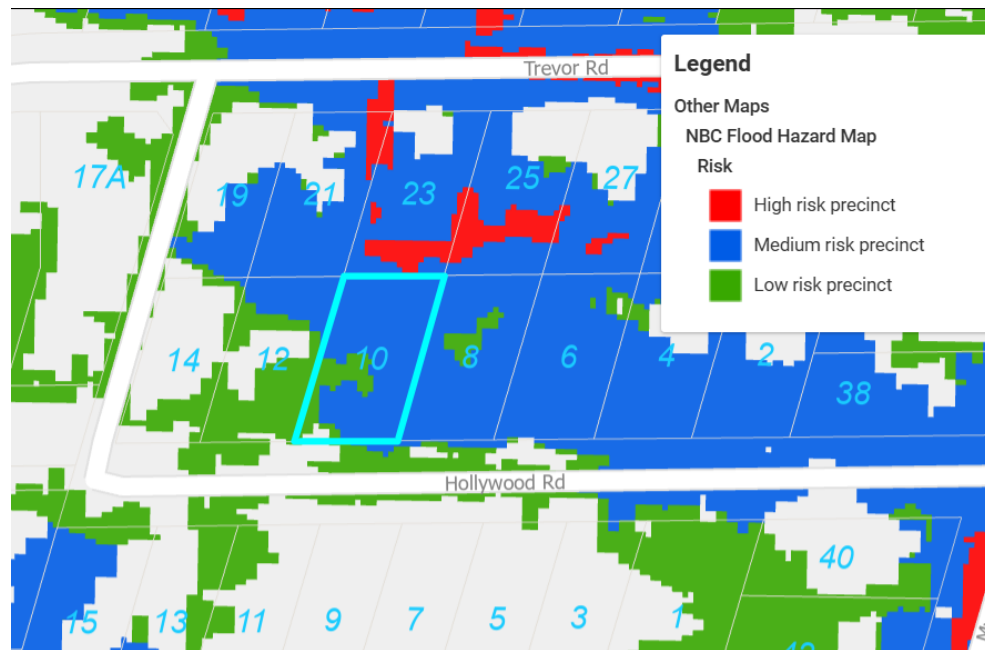 Trevor Rd
Legend
Other Maps
NBC Flood Hazard Map
Risk
High risk precinct
Medium risk precinct
Low risk precinct
17A
19
21
23
25
27
14
12
10
8
6
4
2
38
Hollywood Rd
40
15
13
11
9
7
5
3
1